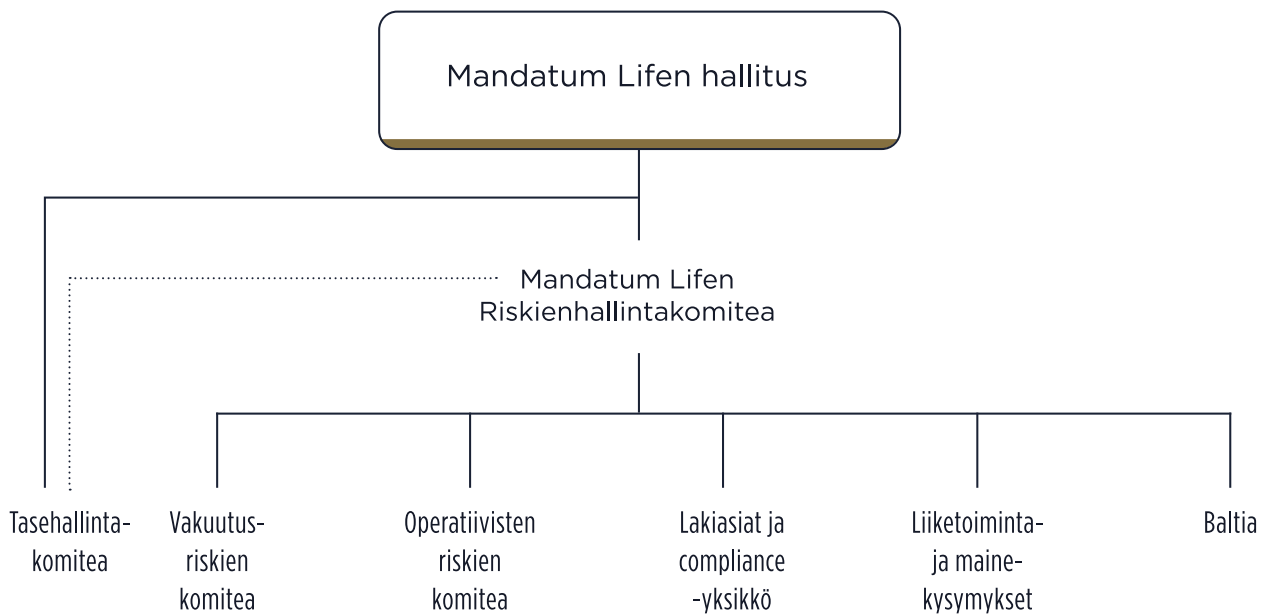 Mandatum Lifen hallitus
Mandatum Lifen
Riskienhallintakomitea
Tasehallinta-
komitea
Vakuutus-
riskien
komitea
Operatiivisten
riskien
komitea
Lakiasiat ja
compliance
-yksikkö
Liiketoiminta-
ja maine-
kysymykset
Baltia